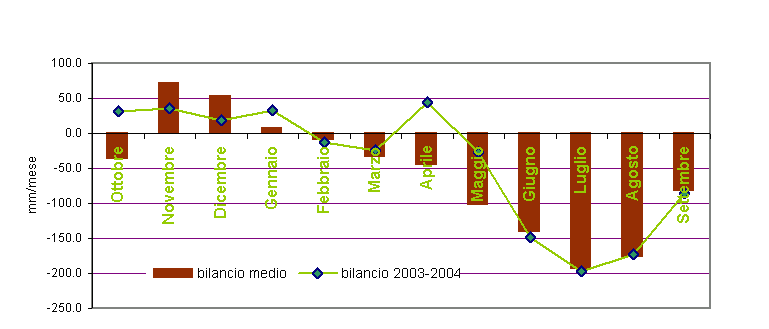 100.0
50.0
0.0
-50.0
-100.0
-150.0
-200.0
-250.0
mm/mese
Ottobre
Novembre
Dicembre
Gennaio
Febbraio
Marzo
Aprile
Maggio
Giugno
Luglio
Agosto
Settembre
bilancio medio
bilancio 2003-2004